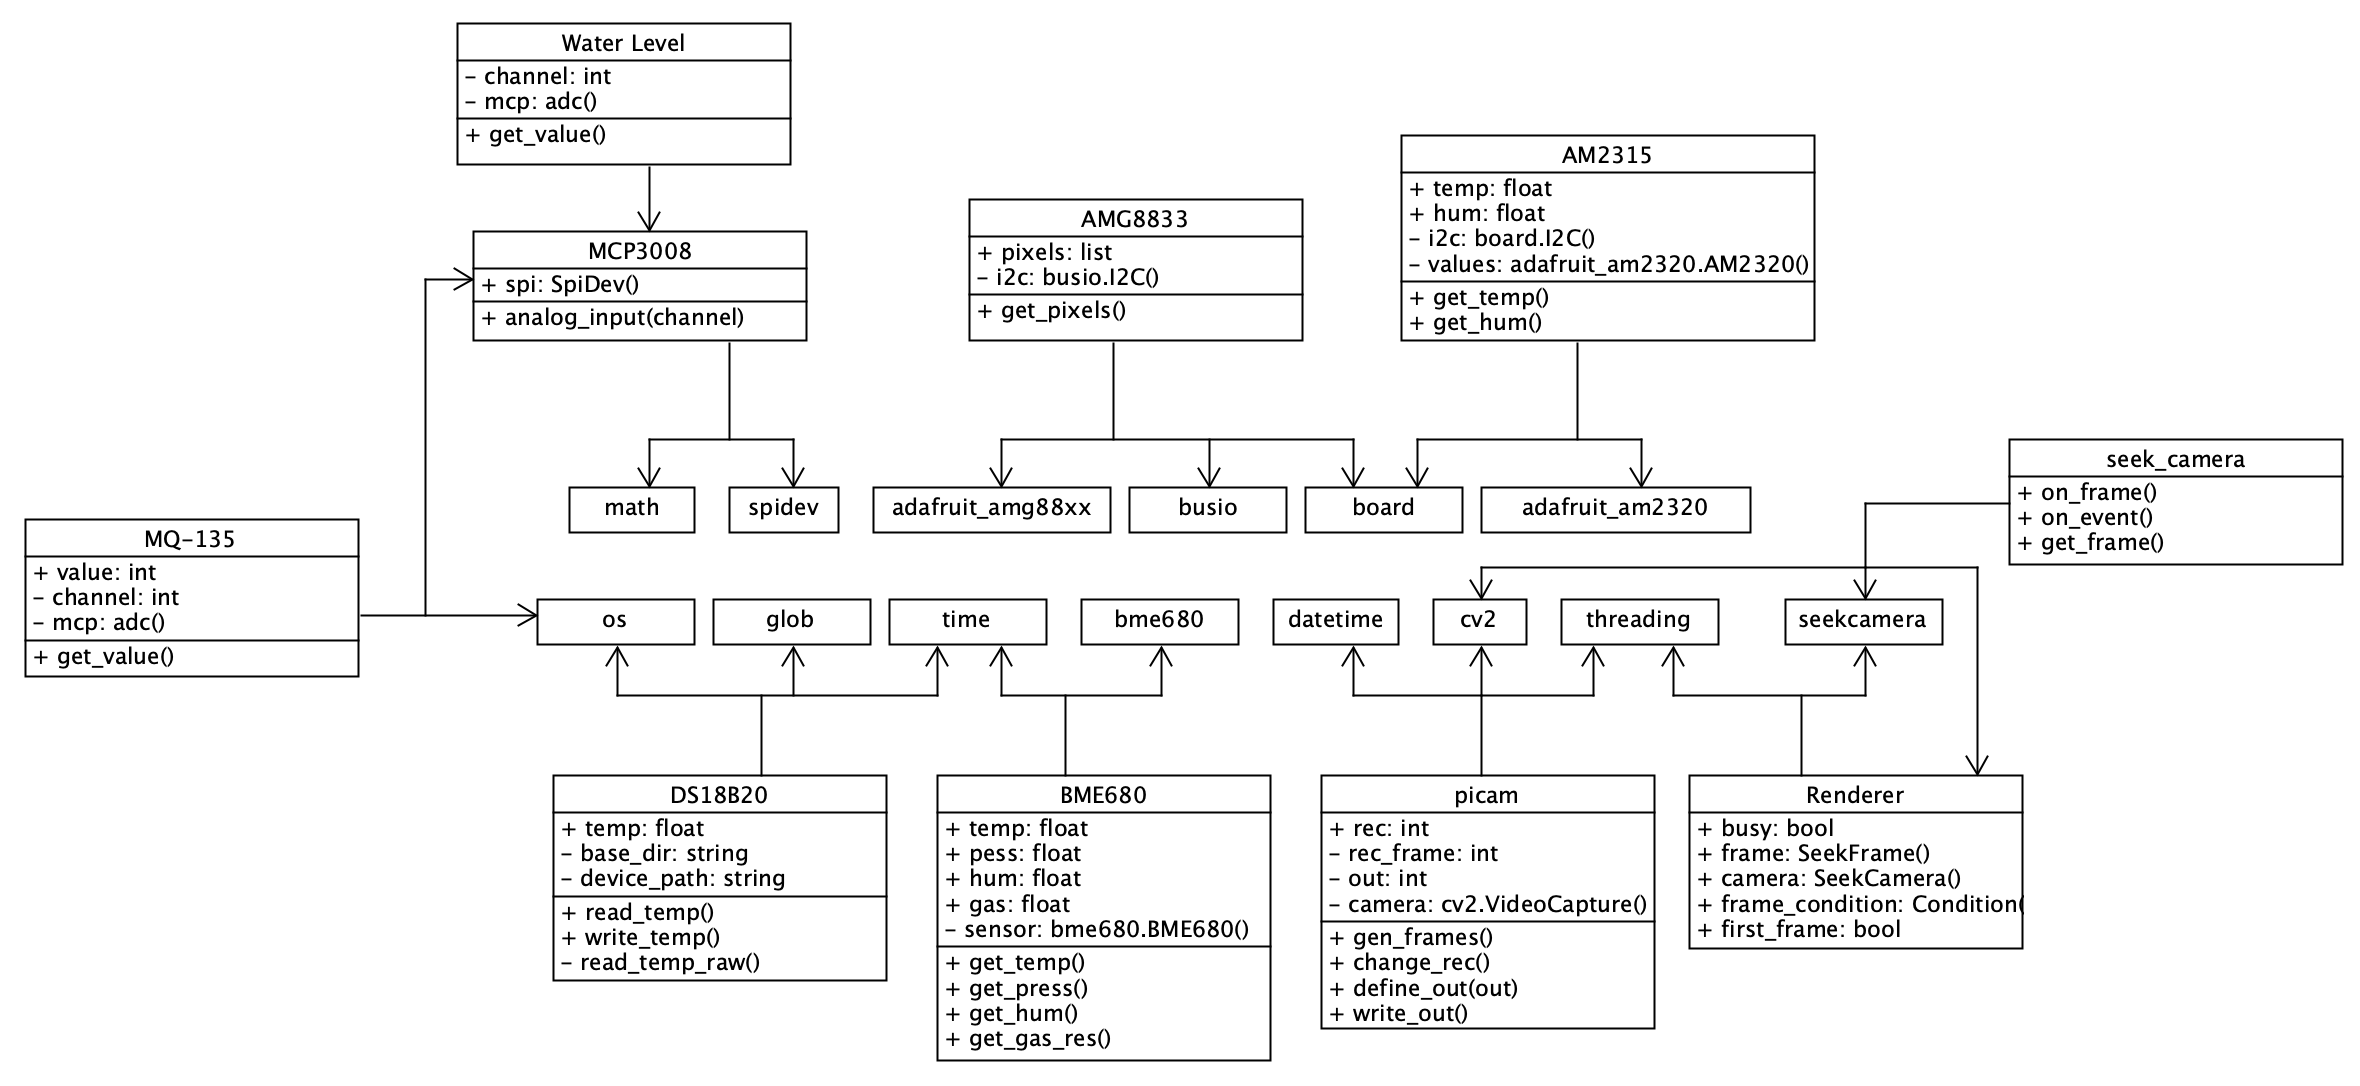 Water Level
– channel: int
– mcp: adc()
+ get_value()
MCP3008
+ spi: SpiDev()
+ analog_input(channel)
AMG8833
+ pixels: list
– i2c: busio.I2C()
+ get_pixels()
AM2315
+ temp: float
+ hum: float
– i2c: board.I2C()
– values: adafruit_am2320.AM2320()
+ get_temp()
+ get_hum()
seek_camera
+ on_frame()
+ on_event()
+ get_frame()
math
spidev
adafruit_amg88xx
busio
board
adafruit_am2320
MQ–135
+ value: int
– channel: int
– mcp: adc()
+ get_value()
os
glob
time
bme680
datetime
cv2
threading
seekcamera
DS18B20
+ temp: float
– base_dir: string
– device_path: string
+ read_temp()
+ write_temp()
– read_temp_raw()
BME680
+ temp: float
+ pess: float
+ hum: float
+ gas: float
– sensor: bme680.BME680()
+ get_temp()
+ get_press()
+ get_hum()
+ get_gas_res()
picam
+ rec: int
– rec_frame: int
– out: int
– camera: cv2.VideoCapture()
+ gen_frames()
+ change_rec()
+ define_out(out)
+ write_out()
Renderer
+ busy: bool
+ frame: SeekFrame()
+ camera: SeekCamera()
+ frame_condition: Condition(
+ first_frame: bool